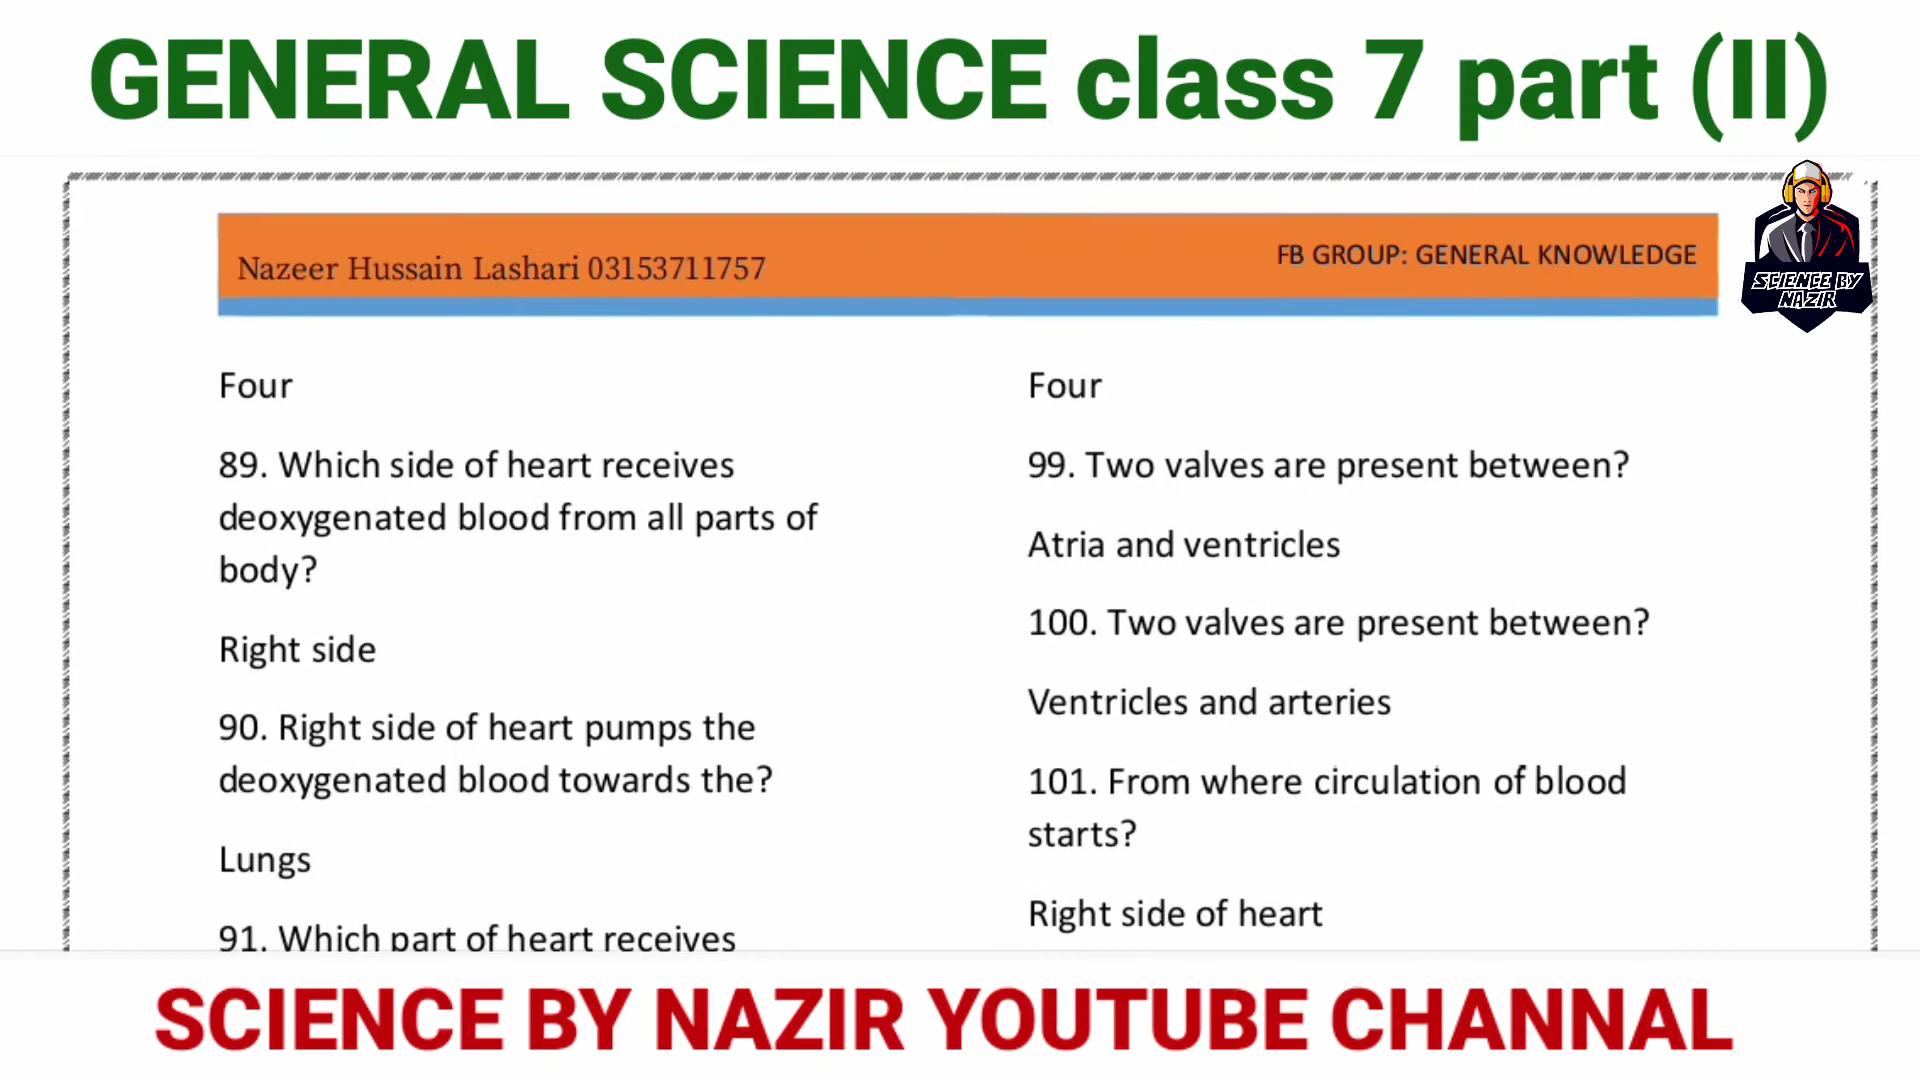 GENERAL SCIENCE class 7 part (II)
Nazeer Hussain Lashari 03153711757
FB GROUP: GENERAL KNOWLEDGE
SCIENCE BY
NAZIR
Four
89. Which side of heart receives
deoxygenated blood from all parts of
body?
Right side
90. Right side of heart pumps the
deoxygenated blood towards the?
Lungs
91. Which part of heart receives
Four
99. Two valves are present between?
Atria and ventricles
100. Two valves are present between?
Ventricles and arteries
101. From where circulation of blood
starts?
Right side of heart
SCIENCE BY NAZIR YOUTUBE CHANNAL